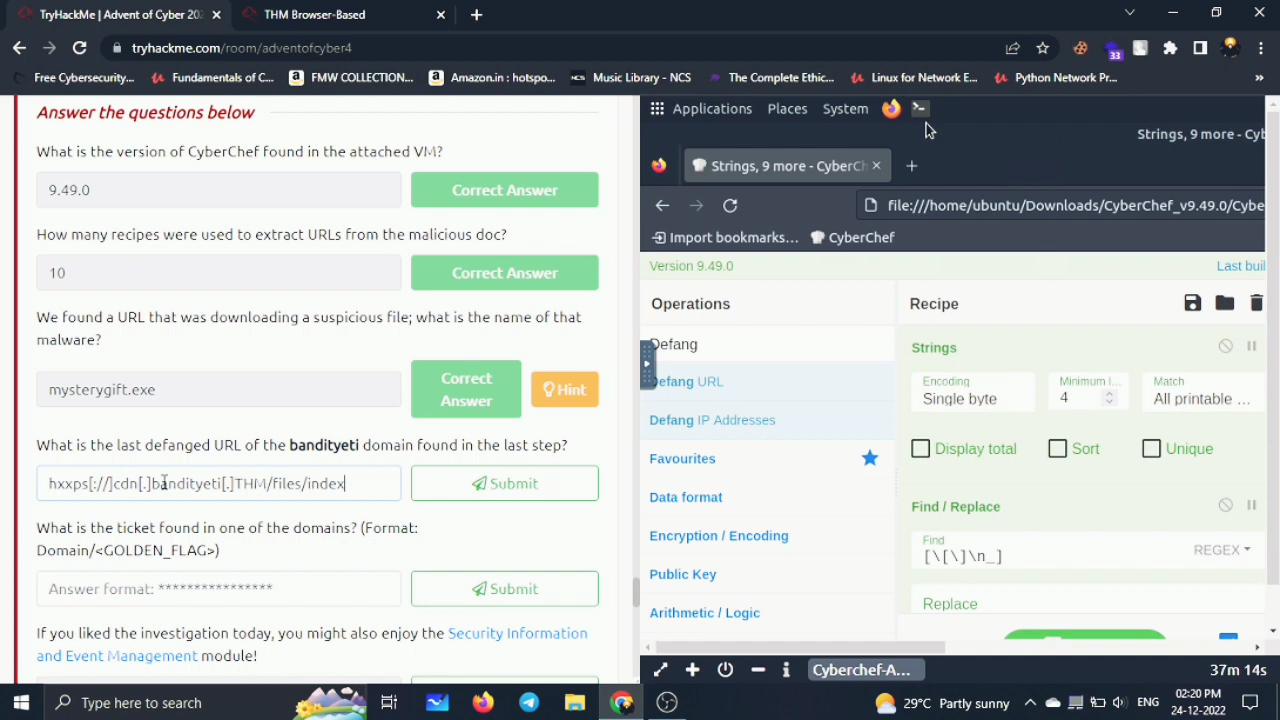 TryHackMe | Advent of Cyber 202
THM Browser-Based
tryhackme.com/room/adventofcyber4
33
Free Cybersecurity...
Fundamentals of C...
FMW COLLECTION...
Amazon.in : hotspo...
NCS
Music Library - NCS
The Complete Ethic...
Linux for Network E...
Python Network Pr...
»
Answer the questions below
What is the version of CyberChef found in the attached VM?
9.49.0
Correct Answer
How many recipes were used to extract URLs from the malicious doc?
10
Correct Answer
We found a URL that was downloading a suspicious file; what is the name of that
malware?
mysterygift.exe
Correct
Answer
Hint
What is the last defanged URL of the bandityeti domain found in the last step?
hxxps[://]cdn[.]bandityeti[.]THM/files/index
Submit
What is the ticket found in one of the domains? (Format:
Domain/<GOLDEN_FLAG>)
Answer format: ****************
Submit
If you liked the investigation today, you might also enjoy the Security Information
and Event Management module!
Applications Places System
Strings, 9 more - Cyb
Strings, 9 more - CyberCh
file:///home/ubuntu/Downloads/CyberChef_v9.49.0/Cybe
Import bookmarks... CyberChef
Version 9.49.0
Last buil
Operations
Defang
Defang URL
Defang IP Addresses
Favourites
Data format
Encryption / Encoding
Public Key
Arithmetic / Logic
Recipe
Strings
Encoding
Single byte
Minimum l...
4
Match
All printable ...
Display total
Sort
Unique
Find / Replace
Find
[\[\]\n_]
REGEX
Replace
Cyberchef-A...
37m 14s
Type here to search
29°C Partly sunny
ENG
02:20 PM
24-12-2022